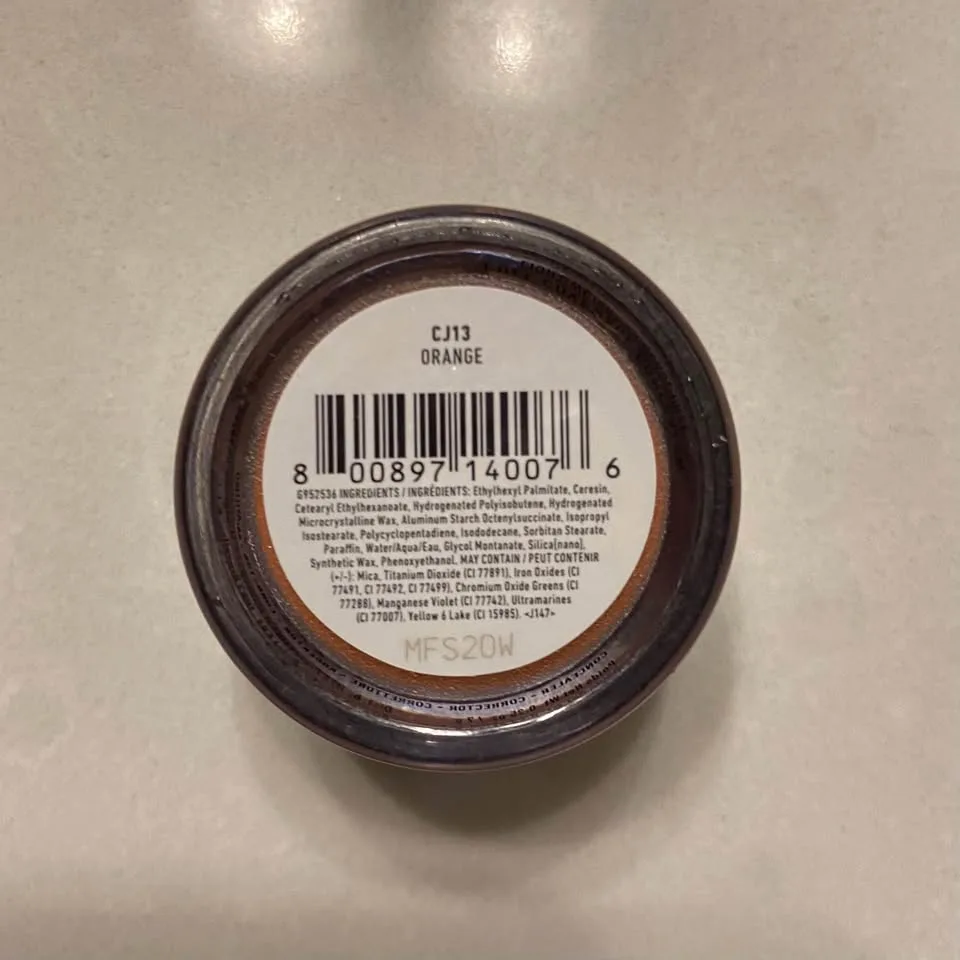 CJ13
ORANGE
8 00897 14007 6
G952536 INGREDIENTS / INGRÉDIENTS: Ethylhexyl Palmitate, Ceresin,
Cetearyl Ethylhexanoate, Hydrogenated Polyisobutene, Hydrogenated
Microcrystalline Wax, Aluminum Starch Octenylsuccinate, Isopropyl
Isostearate, Polycyclopentadiene, Isododecane, Sorbitan Stearate,
Paraffin, Water/Aqua/Eau, Glycol Montanate, Silica[nano],
Synthetic Wax, Phenoxyethanol. MAY CONTAIN / PEUT CONTENIR
(+/-): Mica, Titanium Dioxide (CI 77891), Iron Oxides (CI
77491, CI 77492, CI 77499), Chromium Oxide Greens (CI
77288), Manganese Violet (CI 77742), Ultramarines
(CI 77007), Yellow 6 Lake (CI 15985). <J147>
MFS20W
CONCEALER - CORRECTOR - CORRETTORE